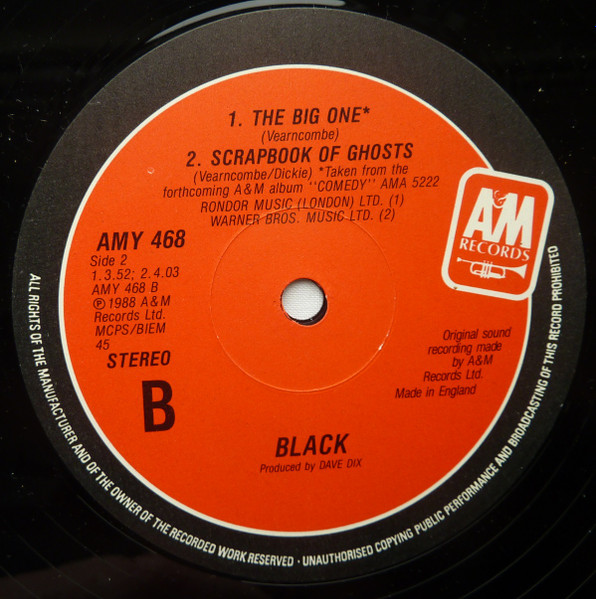 1. THE BIG ONE*
(Vearncombe)
2. SCRAPBOOK OF GHOSTS
(Vearncombe/Dickie) *Taken from the
forthcoming A&M album "COMEDY" AMA 5222
RONDOR MUSIC (LONDON) LTD. (1)
WARNER BROS. MUSIC LTD. (2)
A&M
RECORDS
AMY 468
Side 2
1. 3.52; 2. 4.03
AMY 468 B
℗ 1988 A&M
Records Ltd.
MCPS/BIEM
45
STEREO
B
Original sound
recording made
by A&M
Records Ltd.
Made in England
BLACK
Produced by DAVE DIX
ALL RIGHTS OF THE MANUFACTURER AND OF THE OWNER OF THE RECORDED WORK RESERVED · UNAUTHORISED COPYING PUBLIC PERFORMANCE AND BROADCASTING OF THIS RECORD PROHIBITED